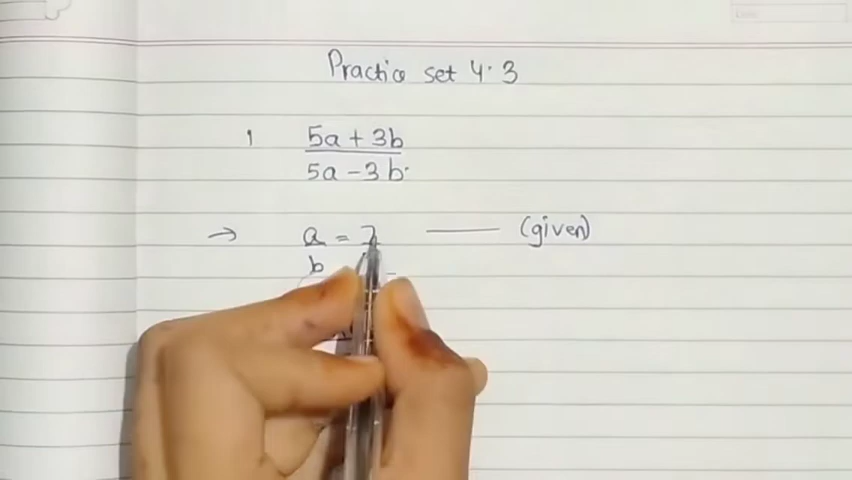 Practice set 4.3
1 5a + 3b
5a - 3b
→ a = 7 (given)
b